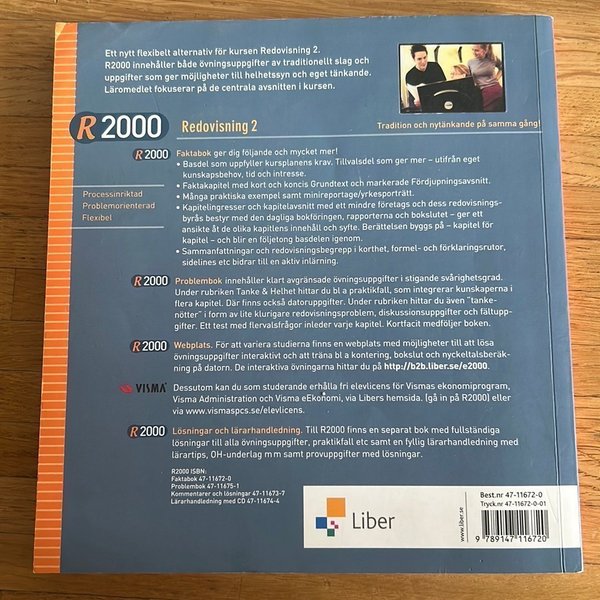 Ett nytt flexibelt alternativ för kursen Redovisning 2.
R2000 innehåller både övningsuppgifter av traditionellt slag och
uppgifter som ger möjligheter till helhetssyn och eget tänkande.
Läromedlet fokuserar på de centrala avsnitten i kursen.
R2000
Redovisning 2
Tradition och nytänkande på samma gång!
Processinriktad
Problemorienterad
Flexibel
R2000 Faktabok ger dig följande och mycket mer!
• Basdel som uppfyller kursplanens krav. Tillvalsdel som ger mer – utifrån eget
kunskapsbehov, tid och intresse.
• Faktakapitel med kort och koncis Grundtext och markerade Fördjupningsavsnitt.
• Många praktiska exempel samt minireportage/yrkesporträtt.
• Kapitelingresser och kapitelavsnitt med ett mindre företags och dess redovisnings-
byrås bestyr med den dagliga bokföringen, rapporterna och bokslutet – ger ett
ansikte åt de olika kapitlens innehåll och syfte. Berättelsen byggs på – kapitel för
kapitel – och blir en följetong basdelen igenom.
• Sammanfattningar och redovisningsbegrepp i korthet, formel- och förklaringsrutor,
sidelines etc bidrar till en aktiv inlärning.
R2000 Problembok innehåller klart avgränsade övningsuppgifter i stigande svårighetsgrad.
Under rubriken Tanke & Helhet hittar du bl a praktikfall, som integrerar kunskaperna i
flera kapitel. Där finns också datoruppgifter. Under rubriken hittar du även "tanke-
nötter" i form av lite klurigare redovisningsproblem, diskussionsuppgifter och fältupp-
gifter. Ett test med flervalsfrågor inleder varje kapitel. Kortfacit medföljer boken.
R2000 Webplats. För att variera studierna finns en webplats med möjligheter till att lösa
övningsuppgifter interaktivt och att träna bl a kontering, bokslut och nyckeltalsberäk-
ning på datorn. De interaktiva övningarna hittar du på http://b2b.liber.se/e2000.
VISMA Dessutom kan du som studerande erhålla fri elevlicens för Vismas ekonomiprogram,
Visma Administration och Visma eEkonomi, via Libers hemsida. (gå in på R2000) eller
via www.vismaspcs.se/elevlicens.
R2000 Lösningar och lärarhandledning. Till R2000 finns en separat bok med fullständiga
lösningar till alla övningsuppgifter, praktikfall etc samt en fyllig lärarhandledning med
lärartips, OH-underlag m m samt provuppgifter med lösningar.
R2000 ISBN:
Faktabok 47-11672-0
Problembok 47-11675-1
Kommentarer och lösningar 47-11673-7
Lärarhandledning med CD 47-11674-4
Liber
www.liber.se
Best.nr 47-11672-0
Tryck.nr 47-11672-0-01
9 789147 116720